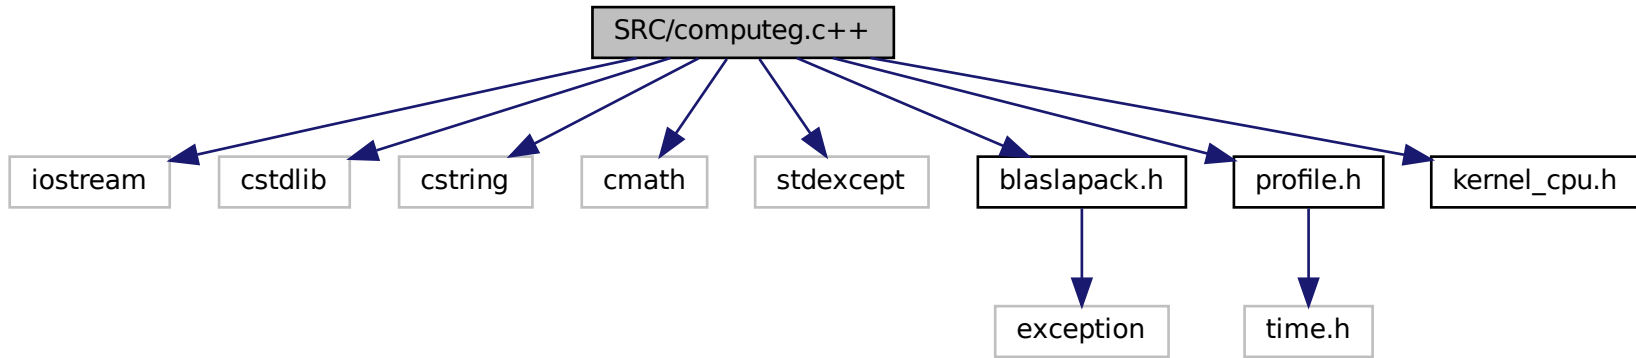 SRC/computeg.c++
iostream
cstdlib
cstring
cmath
stdexcept
blaslapack.h
profile.h
kernel_cpu.h
exception
time.h